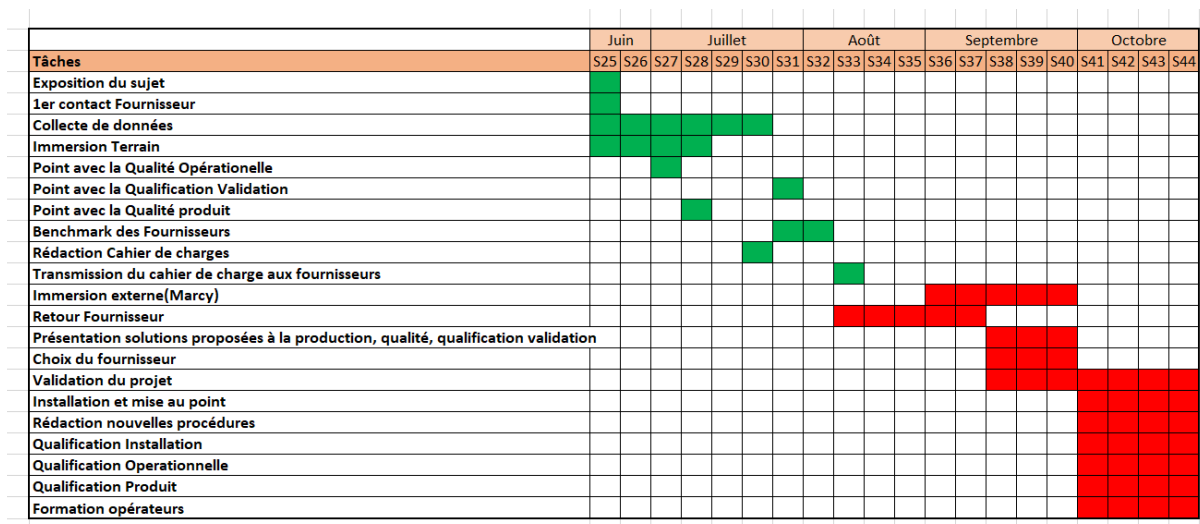 Juin Juillet Août Septembre Octobre
Tâches S25 S26 S27 S28 S29 S30 S31 S32 S33 S34 S35 S36 S37 S38 S39 S40 S41 S42 S43 S44
Exposition du sujet
1er contact Fournisseur
Collecte de données
Immersion Terrain
Point avec la Qualité Opérationelle
Point avec la Qualification Validation
Point avec la Qualité produit
Benchmark des Fournisseurs
Rédaction Cahier de charges
Transmission du cahier de charge aux fournisseurs
Immersion externe(Marcy)
Retour Fournisseur
Présentation solutions proposées à la production, qualité, qualification validation
Choix du fournisseur
Validation du projet
Installation et mise au point
Rédaction nouvelles procédures
Qualification Installation
Qualification Operationnelle
Qualification Produit
Formation opérateurs